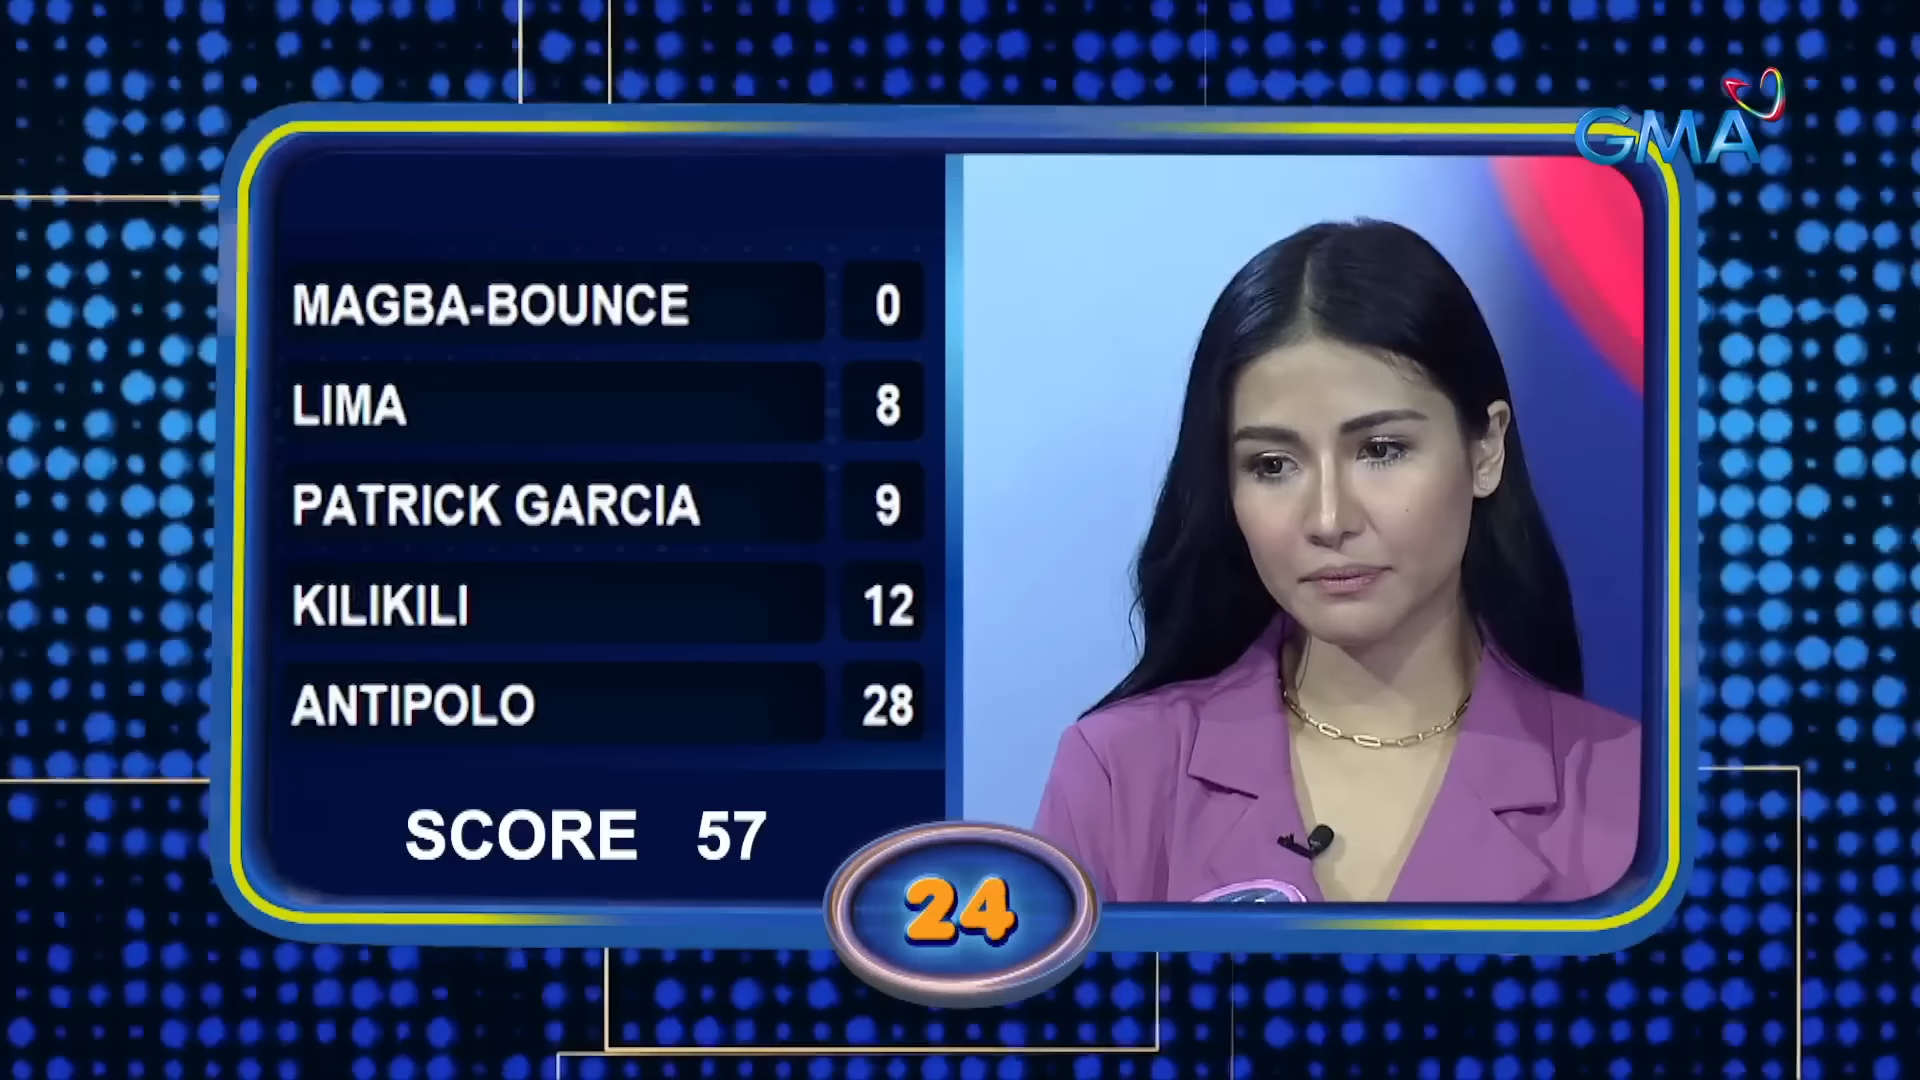 GMA
MAGBA-BOUNCE 0
LIMA 8
PATRICK GARCIA 9
KILIKILI 12
ANTIPOLO 28
SCORE 57
24